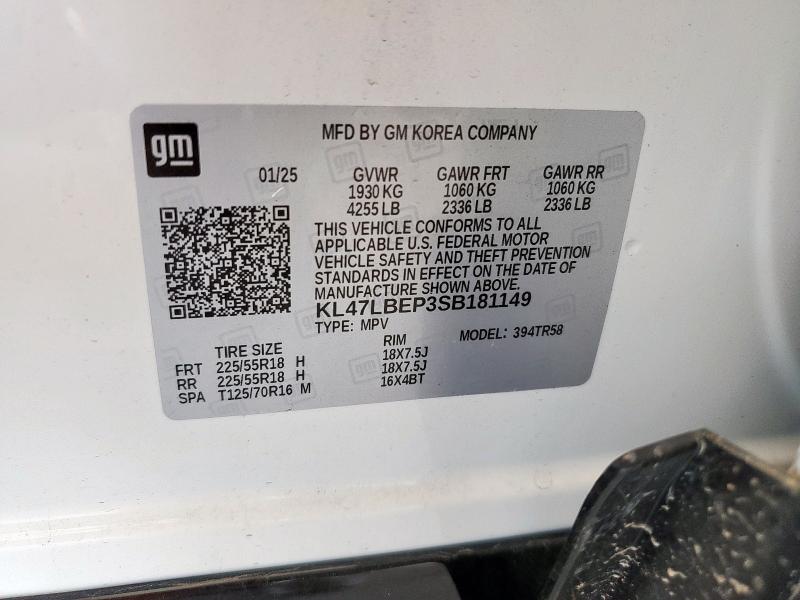 gm
MFD BY GM KOREA COMPANY
01/25 GVWR GAWR FRT GAWR RR
1930 KG 1060 KG 1060 KG
4255 LB 2336 LB 2336 LB
THIS VEHICLE CONFORMS TO ALL
APPLICABLE U.S. FEDERAL MOTOR
VEHICLE SAFETY AND THEFT PREVENTION
STANDARDS IN EFFECT ON THE DATE OF
MANUFACTURE SHOWN ABOVE.
KL47LBEP3SB181149
TYPE: MPV MODEL: 394TR58
TIRE SIZE RIM
FRT 225/55R18 H 18X7.5J
RR 225/55R18 H 18X7.5J
SPA T125/70R16 M 16X4BT